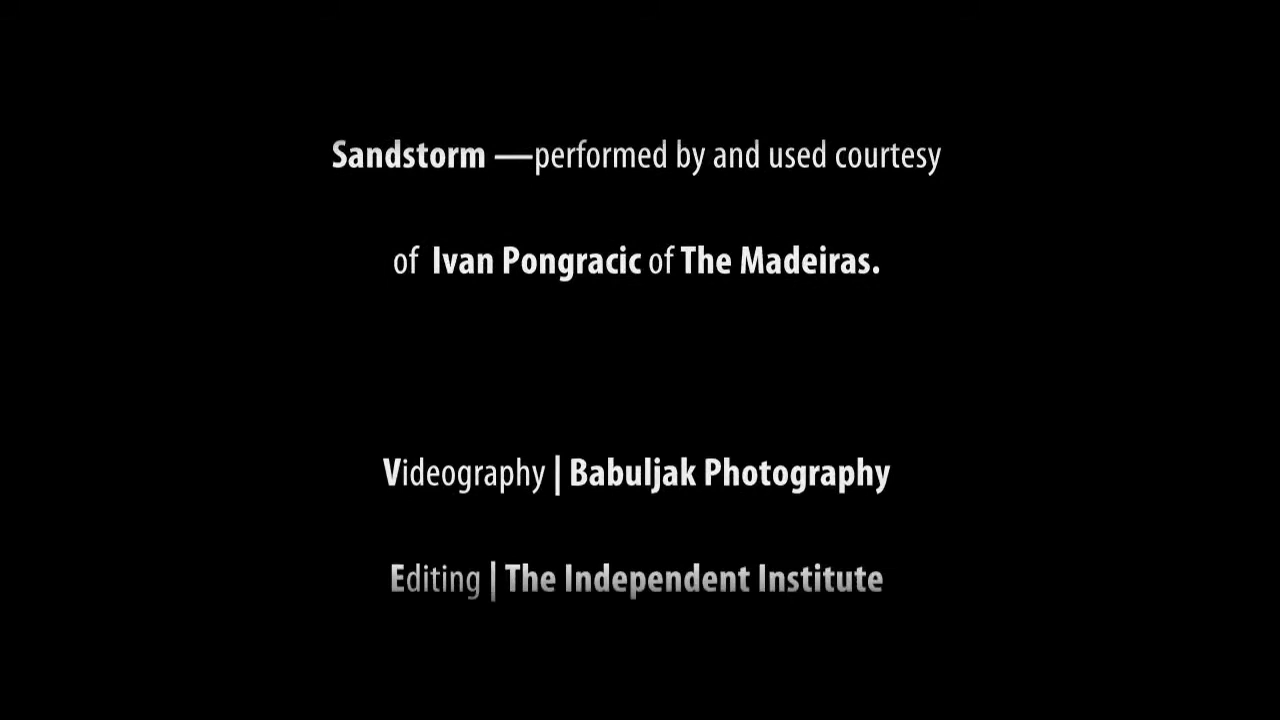 Sandstorm —performed by and used courtesy
of Ivan Pongracic of The Madeiras.
Videography | Babuljak Photography
Editing | The Independent Institute